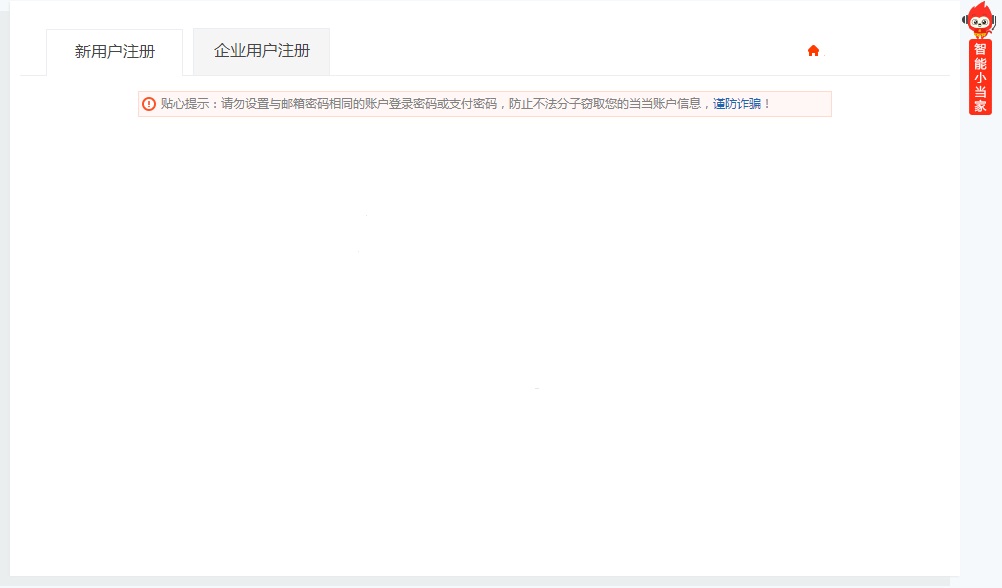 新用户注册
企业用户注册
贴心提示：请勿设置与邮箱密码相同的账户登录密码或支付密码，防止不法分子窃取您的当当账户信息，谨防诈骗！
智能小当家